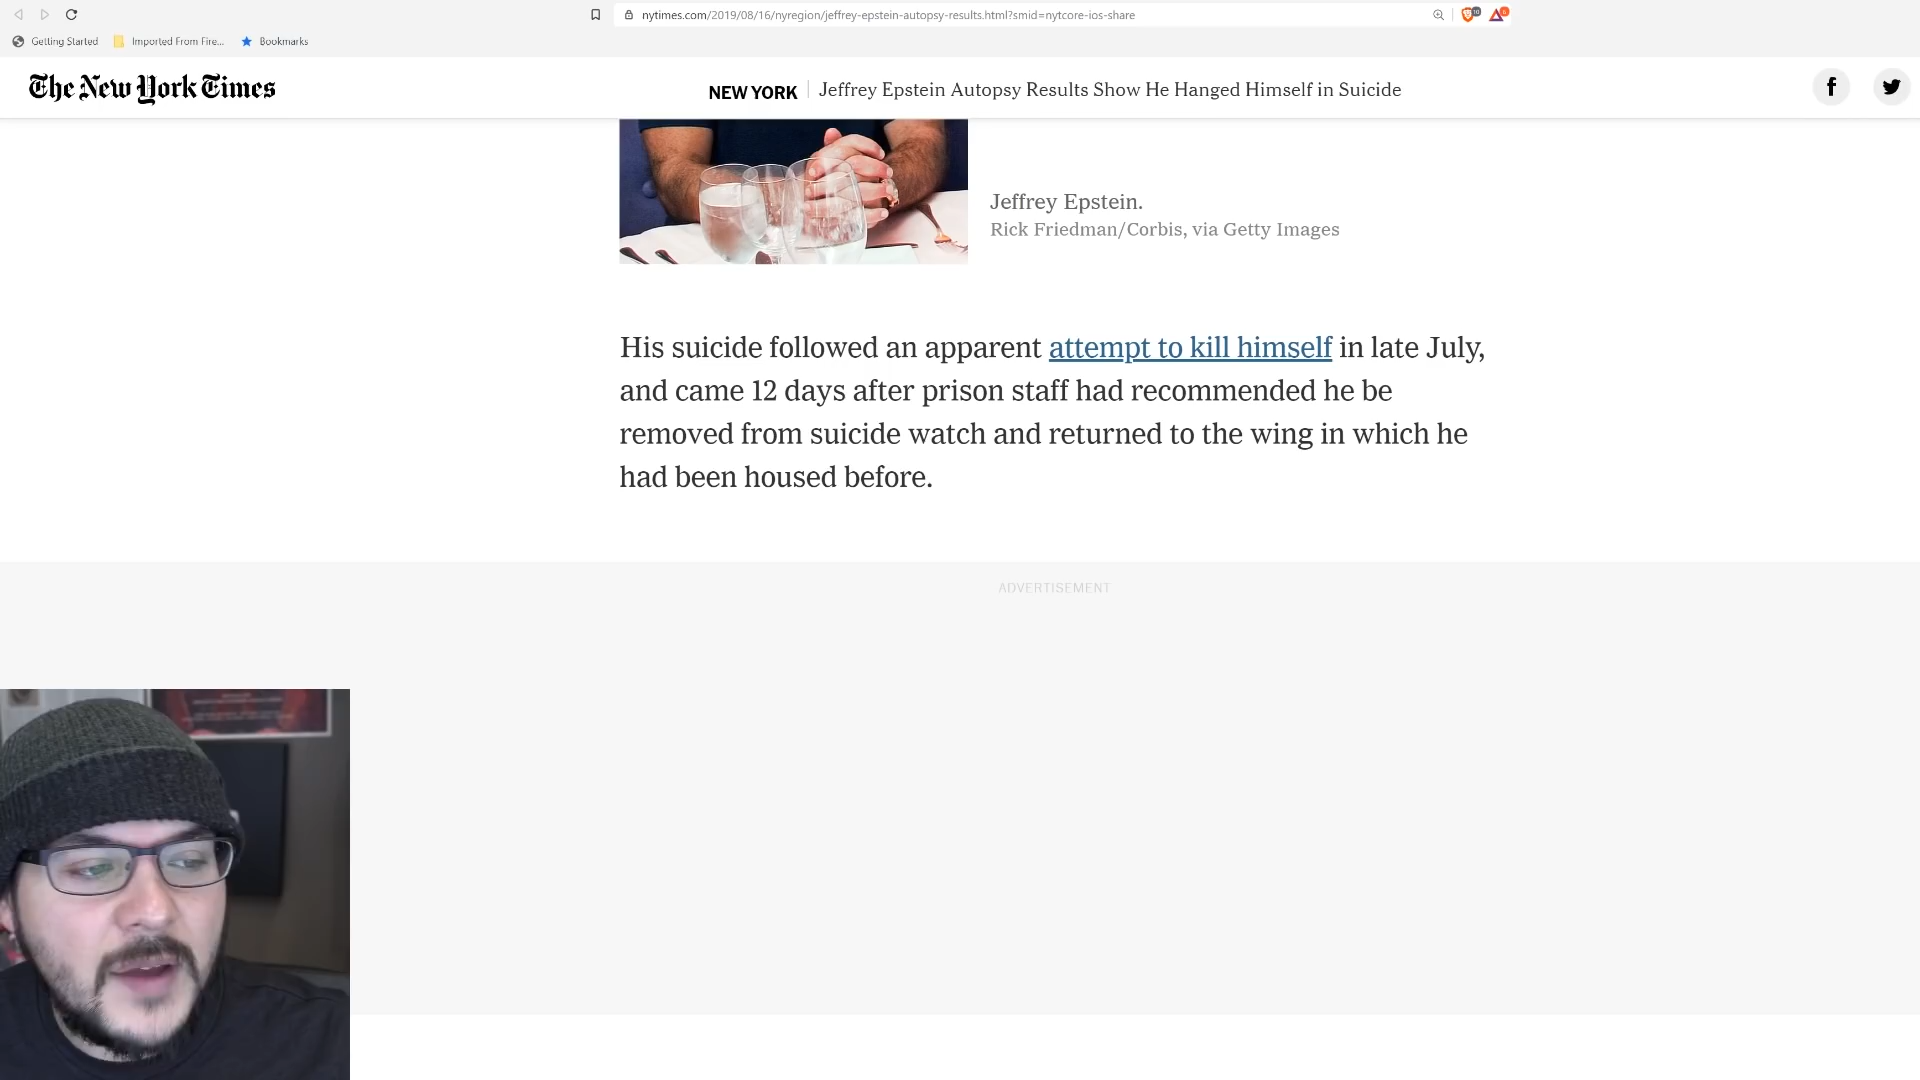 nytimes.com/2019/08/16/nyregion/jeffrey-epstein-autopsy-results.html?smid=nytcore-ios-share
Getting Started
Imported From Fire...
Bookmarks
The New York Times
NEW YORK
Jeffrey Epstein Autopsy Results Show He Hanged Himself in Suicide
Jeffrey Epstein.
Rick Friedman/Corbis, via Getty Images
His suicide followed an apparent attempt to kill himself in late July,
and came 12 days after prison staff had recommended he be
removed from suicide watch and returned to the wing in which he
had been housed before.
ADVERTISEMENT